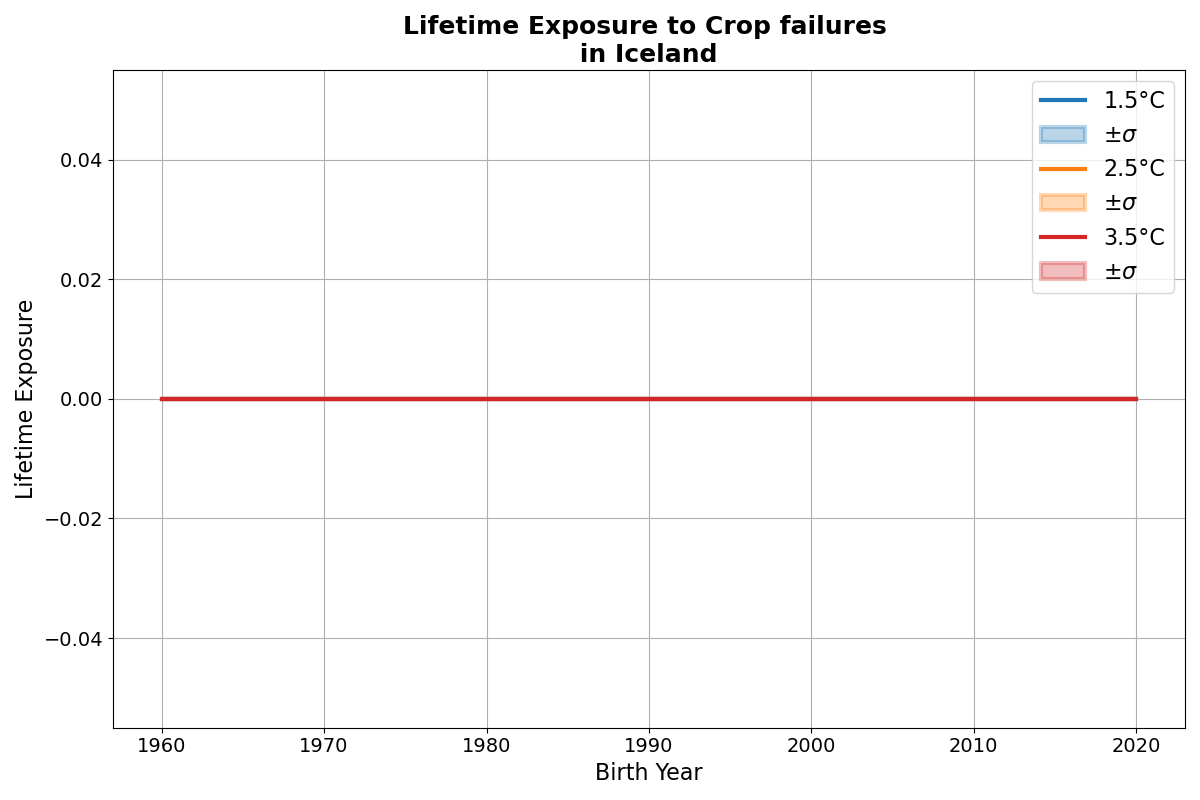 Lifetime Exposure to Crop failures
in Iceland
1.5°C
±σ
2.5°C
±σ
3.5°C
±σ
0.04
0.02
0.00
−0.02
−0.04
Lifetime Exposure
1960 1970 1980 1990 2000 2010 2020
Birth Year